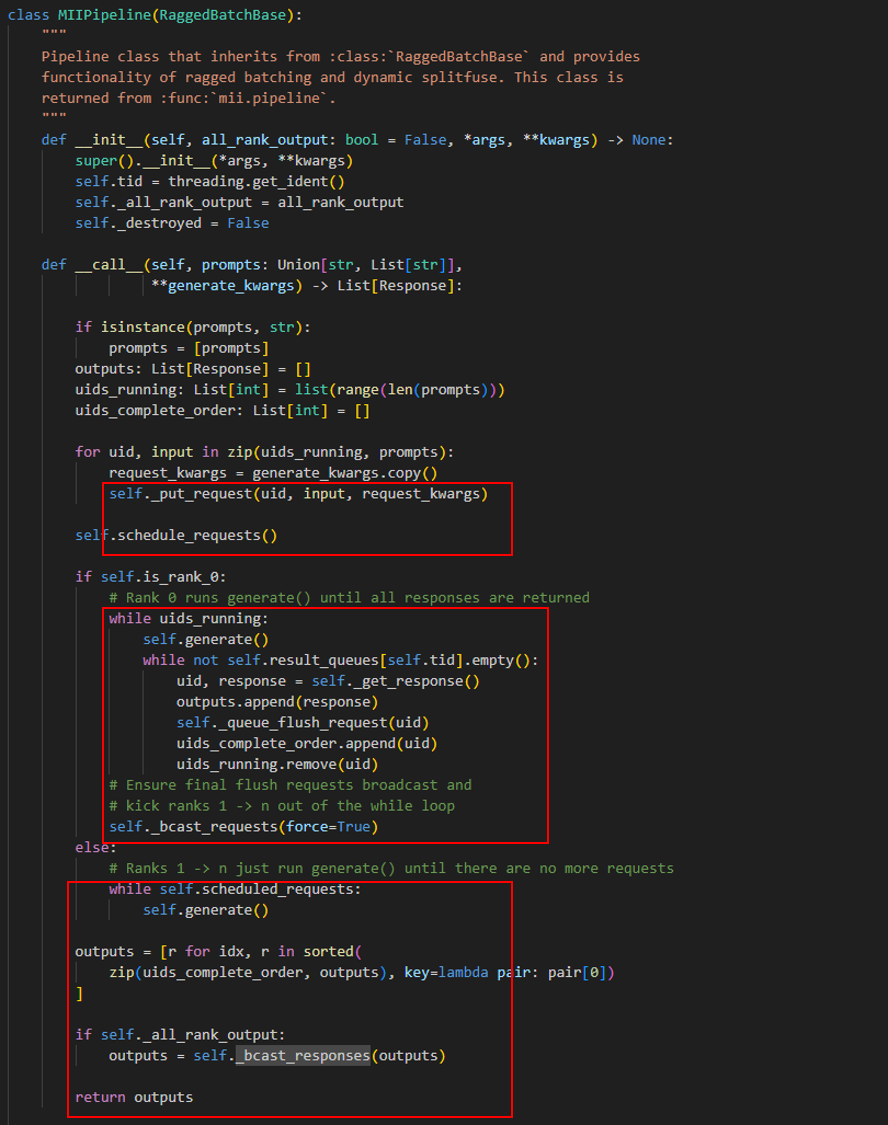 class MIIPipeline(RaggedBatchBase):
    """
    Pipeline class that inherits from :class:`RaggedBatchBase` and provides
    functionality of ragged batching and dynamic splitfuse. This class is
    returned from :func:`mii.pipeline`.
    """
    def __init__(self, all_rank_output: bool = False, *args, **kwargs) -> None:
        super().__init__(*args, **kwargs)
        self.tid = threading.get_ident()
        self._all_rank_output = all_rank_output
        self._destroyed = False

    def __call__(self, prompts: Union[str, List[str]],
                 **generate_kwargs) -> List[Response]:

        if isinstance(prompts, str):
            prompts = [prompts]
        outputs: List[Response] = []
        uids_running: List[int] = list(range(len(prompts)))
        uids_complete_order: List[int] = []

        for uid, input in zip(uids_running, prompts):
            request_kwargs = generate_kwargs.copy()
            self._put_request(uid, input, request_kwargs)

        self.schedule_requests()

        if self.is_rank_0:
            # Rank 0 runs generate() until all responses are returned
            while uids_running:
                self.generate()
                while not self.result_queues[self.tid].empty():
                    uid, response = self._get_response()
                    outputs.append(response)
                    self._queue_flush_request(uid)
                    uids_complete_order.append(uid)
                    uids_running.remove(uid)
            # Ensure final flush requests broadcast and
            # kick ranks 1 -> n out of the while loop
            self._bcast_requests(force=True)
        else:
            # Ranks 1 -> n just run generate() until there are no more requests
            while self.scheduled_requests:
                self.generate()

        outputs = [r for idx, r in sorted(
            zip(uids_complete_order, outputs), key=lambda pair: pair[0])
        ]

        if self._all_rank_output:
            outputs = self._bcast_responses(outputs)

        return outputs